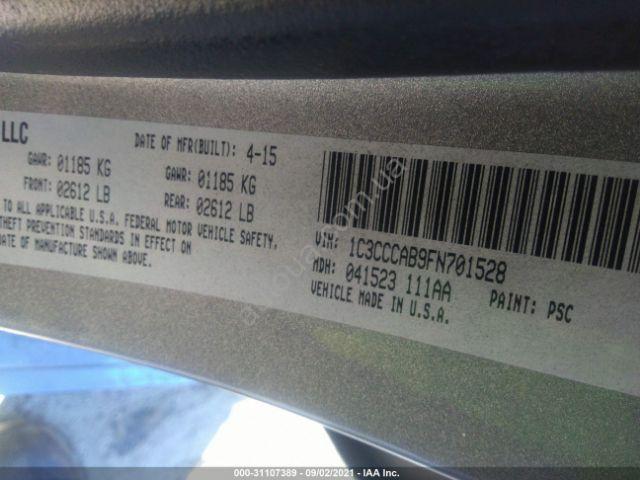 LLC
DATE OF MFR(BUILT): 4-15
GAWR: 01185 KG
GAWR: 01185 KG
FRONT: 02612 LB
REAR: 02612 LB
TO ALL APPLICABLE U.S.A. FEDERAL MOTOR VEHICLE SAFETY,
THEFT PREVENTION STANDARDS IN EFFECT ON
DATE OF MANUFACTURE SHOWN ABOVE.
VIN: 1C3CCCAB9FN701528
MDH: 041523 111AA
PAINT: PSC
VEHICLE MADE IN U.S.A.
000-31107389 - 09/02/2021 - IAA Inc.